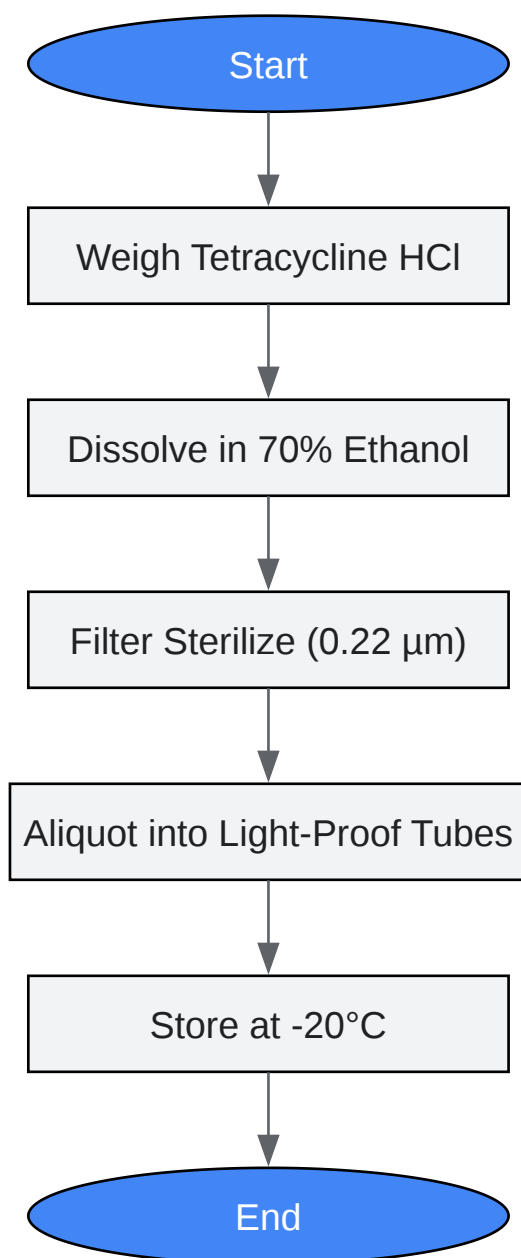 Start
Weigh Tetracycline HCl
Dissolve in 70% Ethanol
Filter Sterilize (0.22 µm)
Aliquot into Light-Proof Tubes
Store at -20°C
End